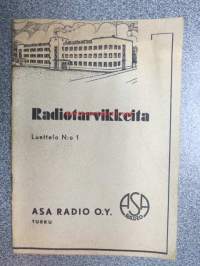 Radiotarvikkeita
Luettelo N:o 1
ASA RADIO O.Y.
TURKU
ASA
RADIO